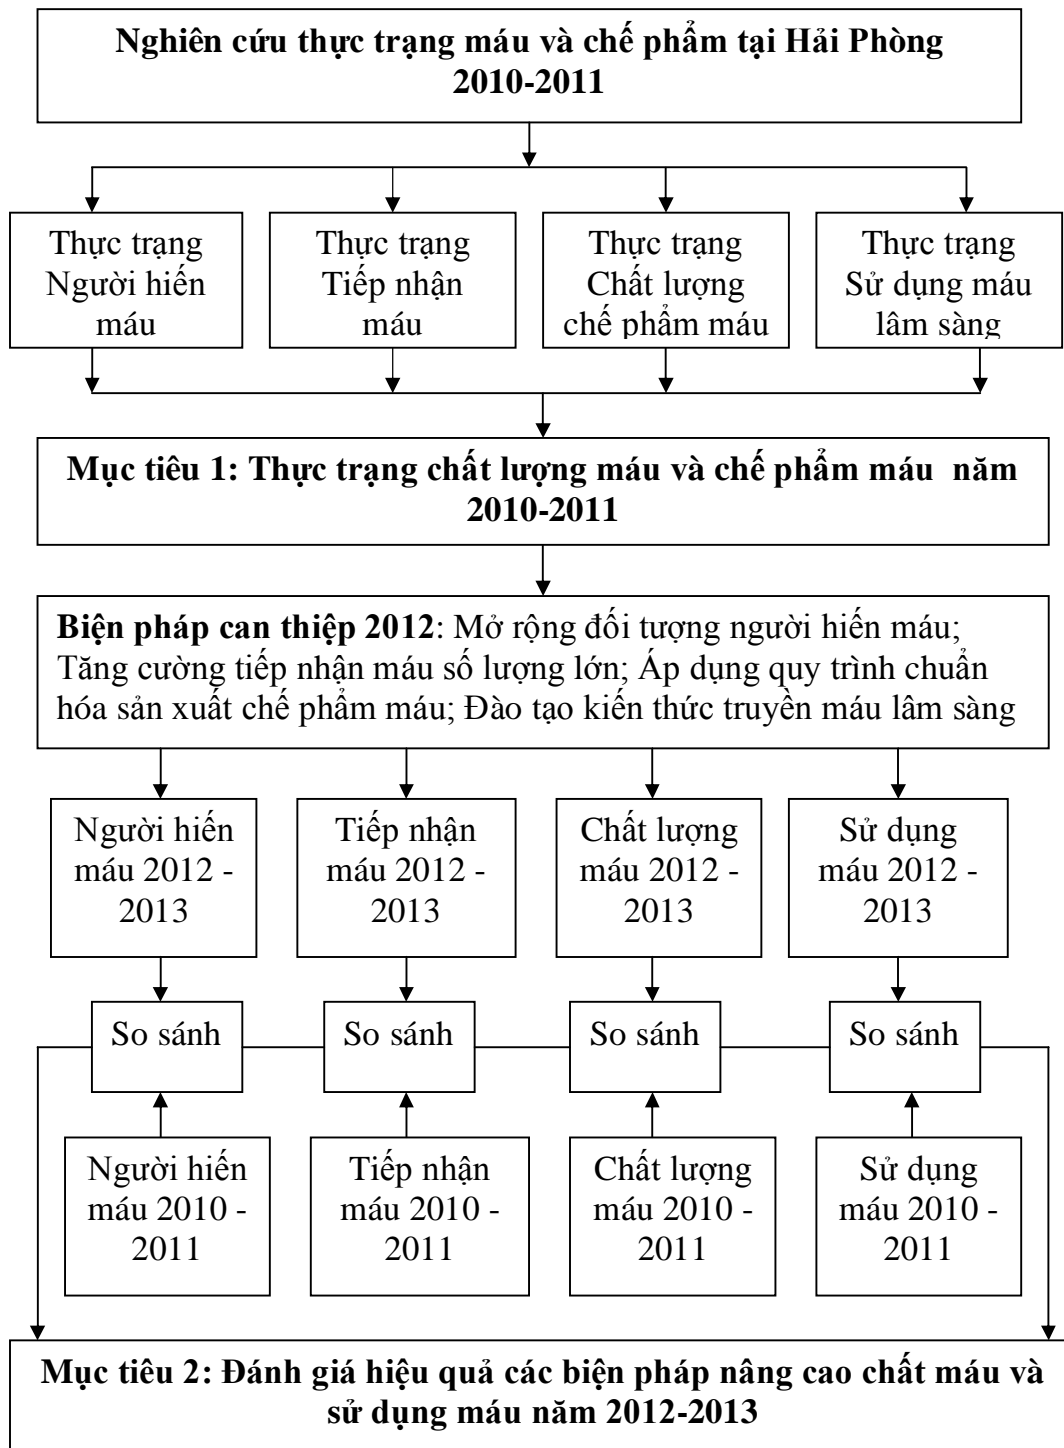 Nghiên cứu thực trạng máu và chế phẩm tại Hải Phòng
2010-2011
Thực trạng
Người hiến
máu
Thực trạng
Tiếp nhận
máu
Thực trạng
Chất lượng
chế phẩm máu
Thực trạng
Sử dụng máu
lâm sàng
Mục tiêu 1: Thực trạng chất lượng máu và chế phẩm máu năm
2010-2011
Biện pháp can thiệp 2012: Mở rộng đối tượng người hiến máu;
Tăng cường tiếp nhận máu số lượng lớn; Áp dụng quy trình chuẩn
hóa sản xuất chế phẩm máu; Đào tạo kiến thức truyền máu lâm sàng
Người hiến
máu 2012 -
2013
Tiếp nhận
máu 2012 -
2013
Chất lượng
máu 2012 -
2013
Sử dụng
máu 2012 -
2013
So sánh
So sánh
So sánh
So sánh
Người hiến
máu 2010 -
2011
Tiếp nhận
máu 2010 -
2011
Chất lượng
máu 2010 -
2011
Sử dụng
máu 2010 -
2011
Mục tiêu 2: Đánh giá hiệu quả các biện pháp nâng cao chất máu và
sử dụng máu năm 2012-2013